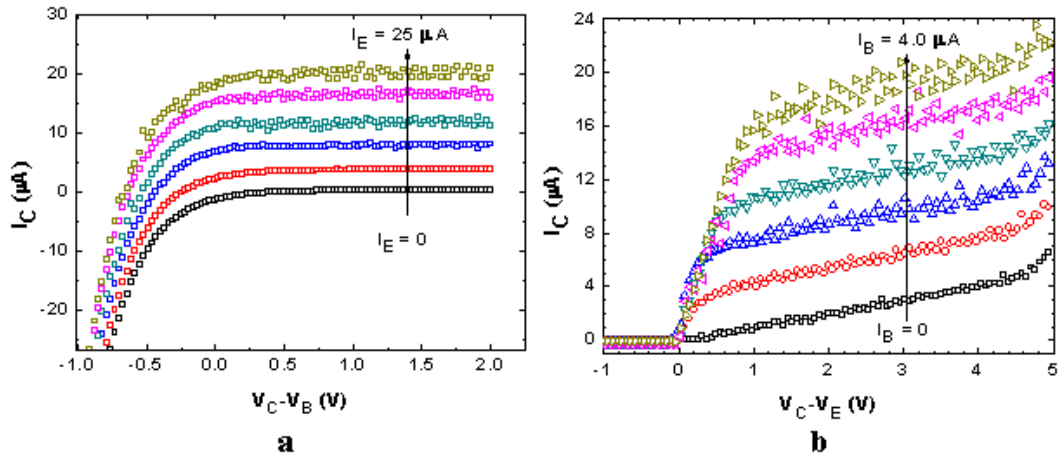 I_E = 25 μA
I_E = 0
30
20
10
0
-10
-20
I_C (μA)
-1.0 -0.5 0.0 0.5 1.0 1.5 2.0
V_C-V_B (V)
a
I_B = 4.0 μA
I_B = 0
24
20
16
12
8
4
0
I_C (μA)
-1 0 1 2 3 4 5
V_C-V_E (V)
b